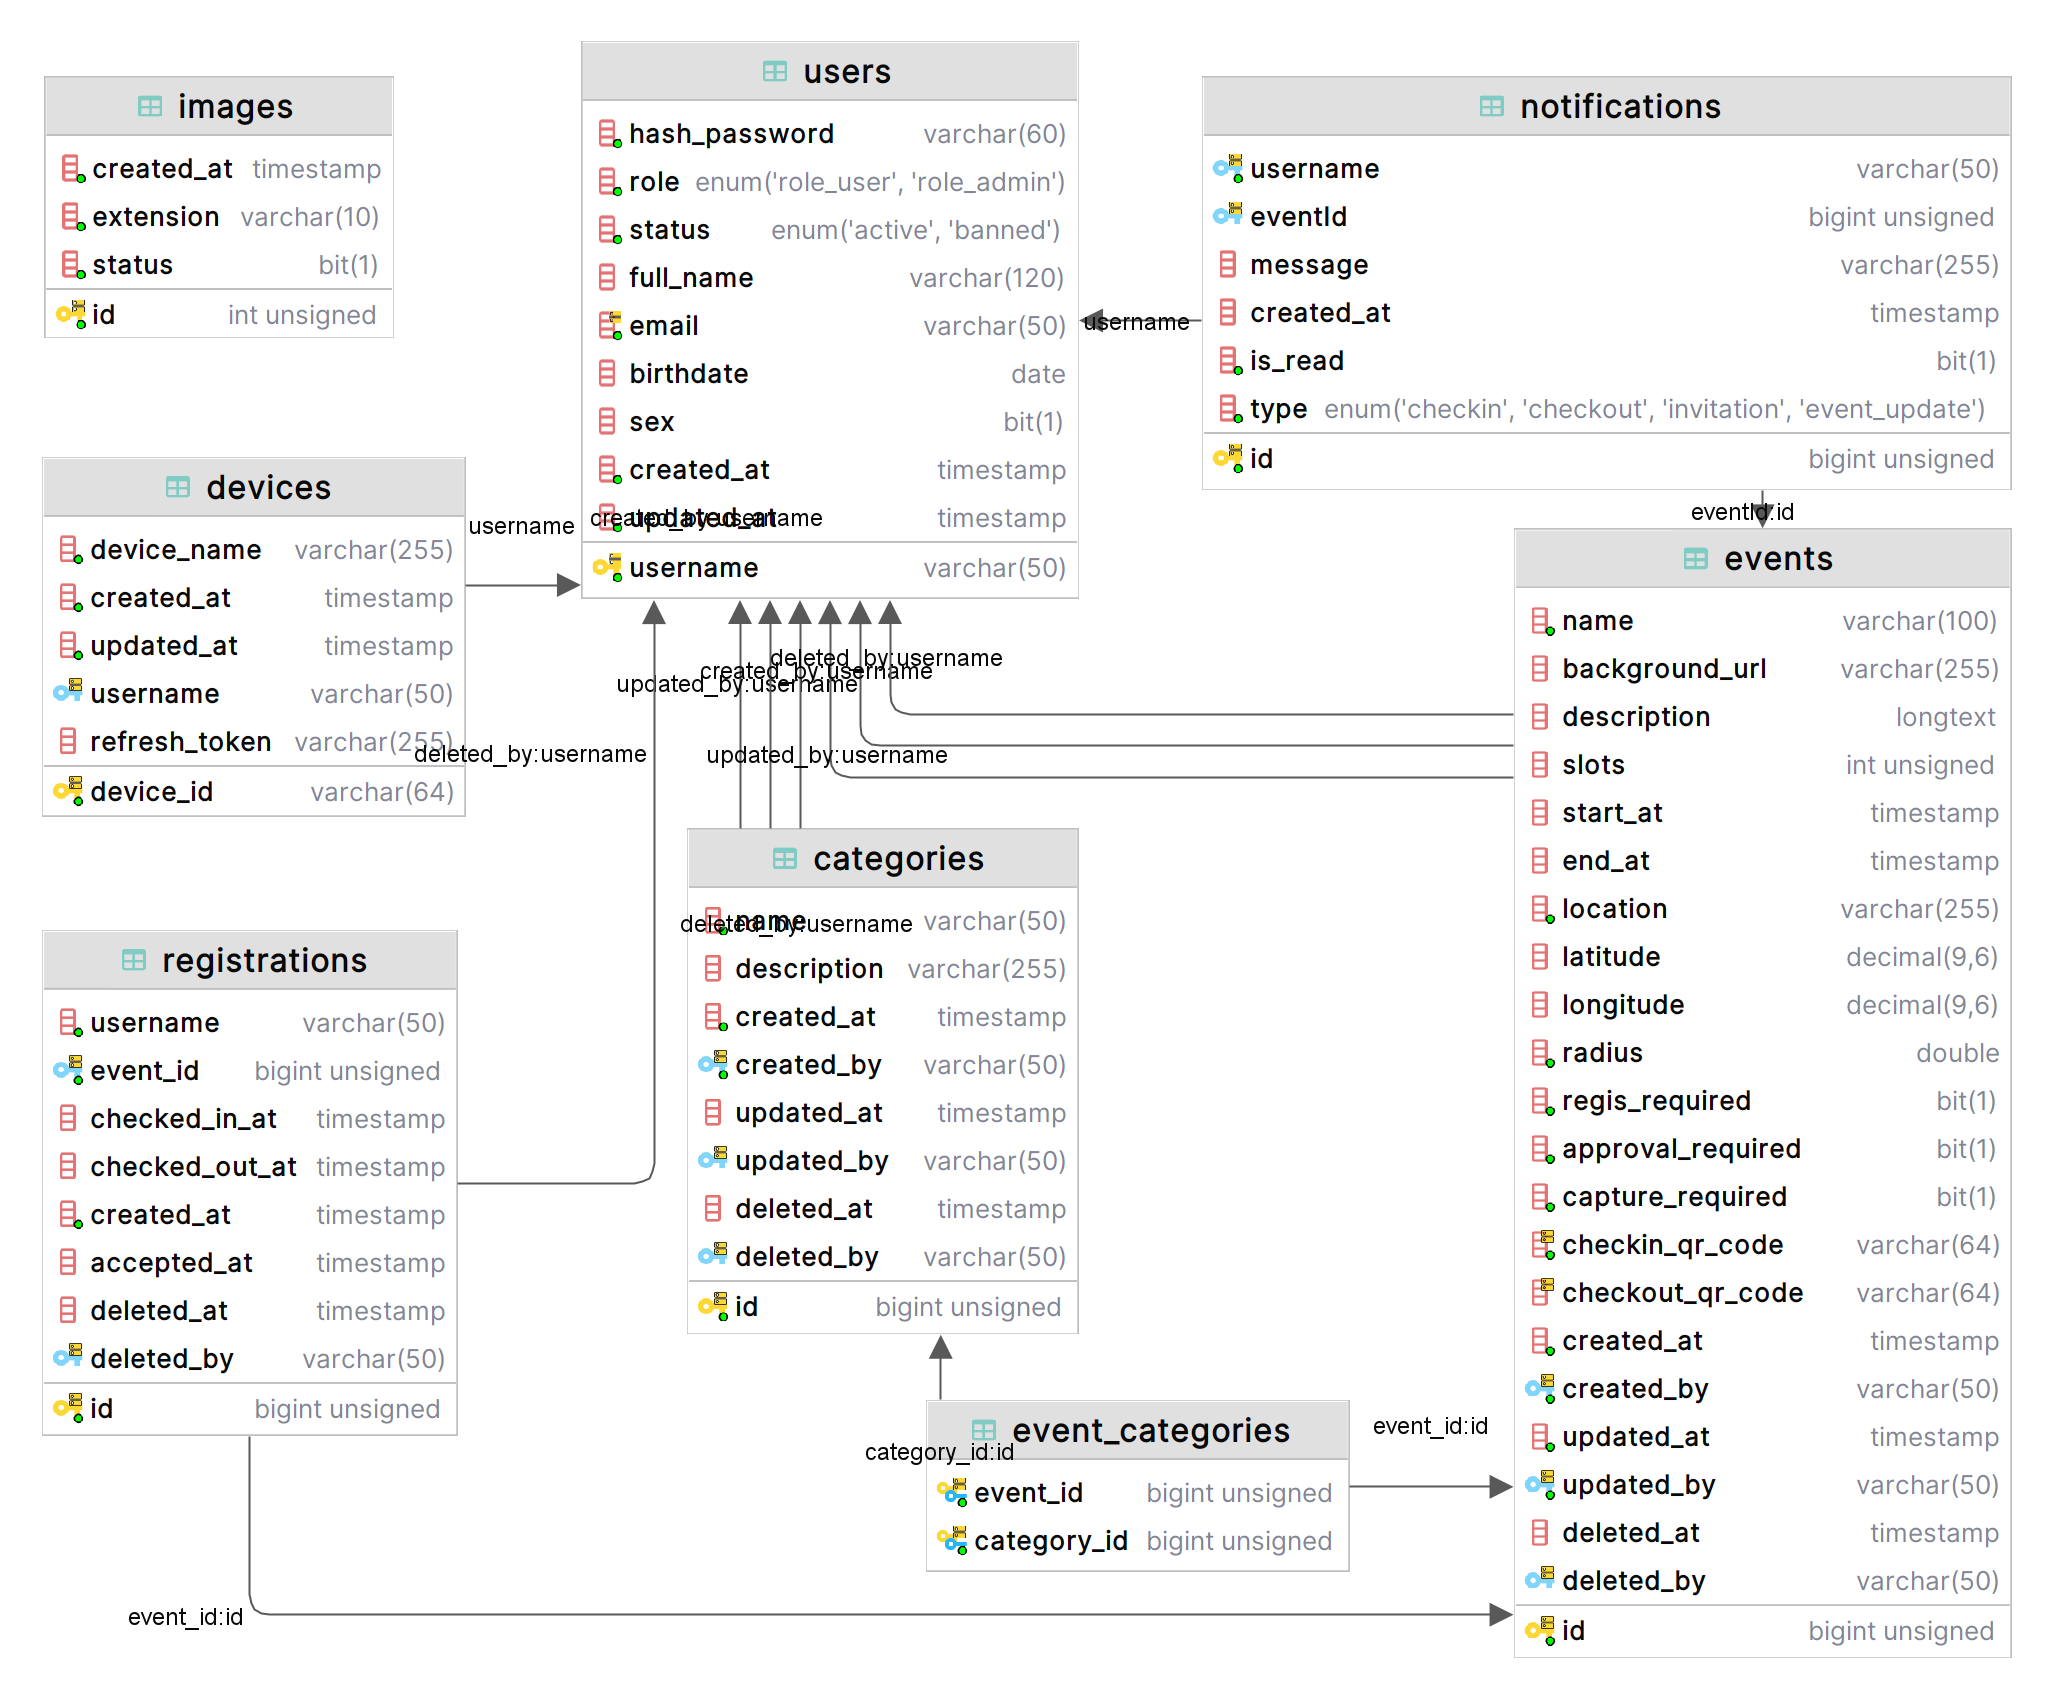 images
created_at timestamp
extension varchar(10)
status bit(1)
id int unsigned
users
hash_password varchar(60)
role enum('role_user', 'role_admin')
status enum('active', 'banned')
full_name varchar(120)
email varchar(50)
birthdate date
sex bit(1)
created_at timestamp
updated_at timestamp
created_by:username
username varchar(50)
notifications
username varchar(50)
eventId bigint unsigned
message varchar(255)
created_at timestamp
is_read bit(1)
type enum('checkin', 'checkout', 'invitation', 'event_update')
id bigint unsigned
username
eventId:id
devices
device_name varchar(255)
created_at timestamp
updated_at timestamp
username varchar(50)
refresh_token varchar(255)
device_id varchar(64)
username
deleted_by:username
created_by:username
updated_by:username
deleted_by:username
updated_by:username
categories
name varchar(50)
deleted_by:username
description varchar(255)
created_at timestamp
created_by varchar(50)
updated_at timestamp
updated_by varchar(50)
deleted_at timestamp
deleted_by varchar(50)
id bigint unsigned
registrations
username varchar(50)
event_id bigint unsigned
checked_in_at timestamp
checked_out_at timestamp
created_at timestamp
accepted_at timestamp
deleted_at timestamp
deleted_by varchar(50)
id bigint unsigned
event_id:id
event_categories
category_id:id
event_id bigint unsigned
category_id bigint unsigned
event_id:id
events
name varchar(100)
background_url varchar(255)
description longtext
slots int unsigned
start_at timestamp
end_at timestamp
location varchar(255)
latitude decimal(9,6)
longitude decimal(9,6)
radius double
regis_required bit(1)
approval_required bit(1)
capture_required bit(1)
checkin_qr_code varchar(64)
checkout_qr_code varchar(64)
created_at timestamp
created_by varchar(50)
updated_at timestamp
updated_by varchar(50)
deleted_at timestamp
deleted_by varchar(50)
id bigint unsigned